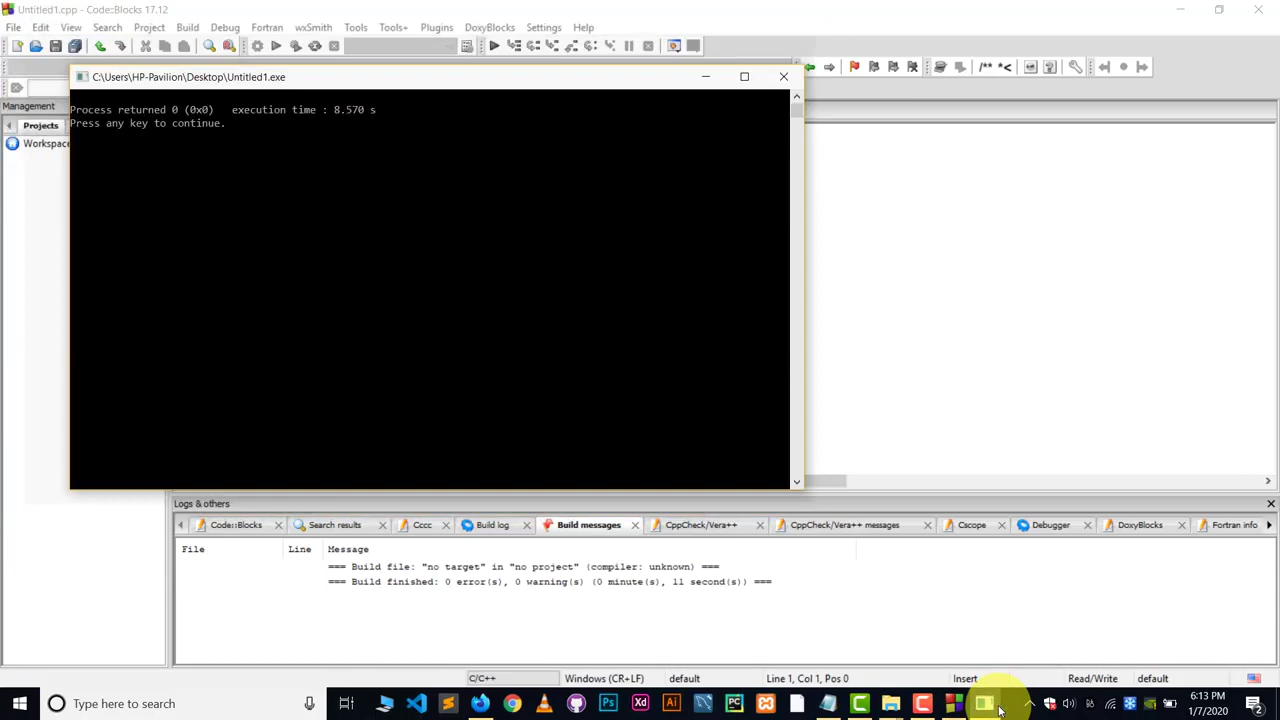 Untitled1.cpp - Code::Blocks 17.12
File Edit View Search Project Build Debug Fortran wxSmith Tools Tools+ Plugins DoxyBlocks Settings Help
C:\Users\HP-Pavilion\Desktop\Untitled1.exe
Process returned 0 (0x0)   execution time : 8.570 s
Press any key to continue.
Management
Projects
Workspace
Logs & others
Code::Blocks Search results Cccc Build log Build messages CppCheck/Vera++ CppCheck/Vera++ messages Cscope Debugger DoxyBlocks Fortran info
File Line Message
=== Build file: "no target" in "no project" (compiler: unknown) ===
=== Build finished: 0 error(s), 0 warning(s) (0 minute(s), 11 second(s)) ===
C/C++ Windows (CR+LF) default Line 1, Col 1, Pos 0 Insert Read/Write default
Type here to search
Ps Xd Ai PC
6:13 PM
1/7/2020
2